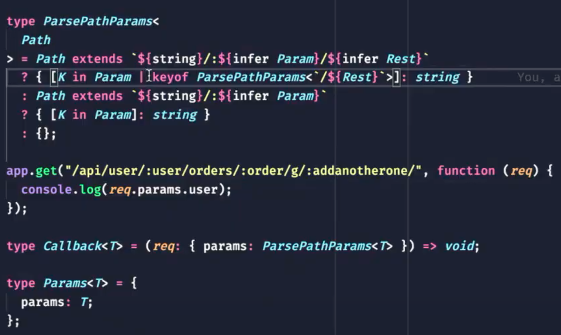 type ParsePathParams<
  Path
> = Path extends `${string}/:${infer Param}/${infer Rest}`
  ? { [K in Param | keyof ParsePathParams<`/${Rest}`>]: string } You, a
  : Path extends `${string}/:${infer Param}`
  ? { [K in Param]: string }
  : {};
app.get("/api/user/:user/orders/:order/g/:addanotherone/", function (req) {
  console.log(req.params.user);
});
type Callback<T> = (req: { params: ParsePathParams<T> }) => void;
type Params<T> = {
  params: T;
};